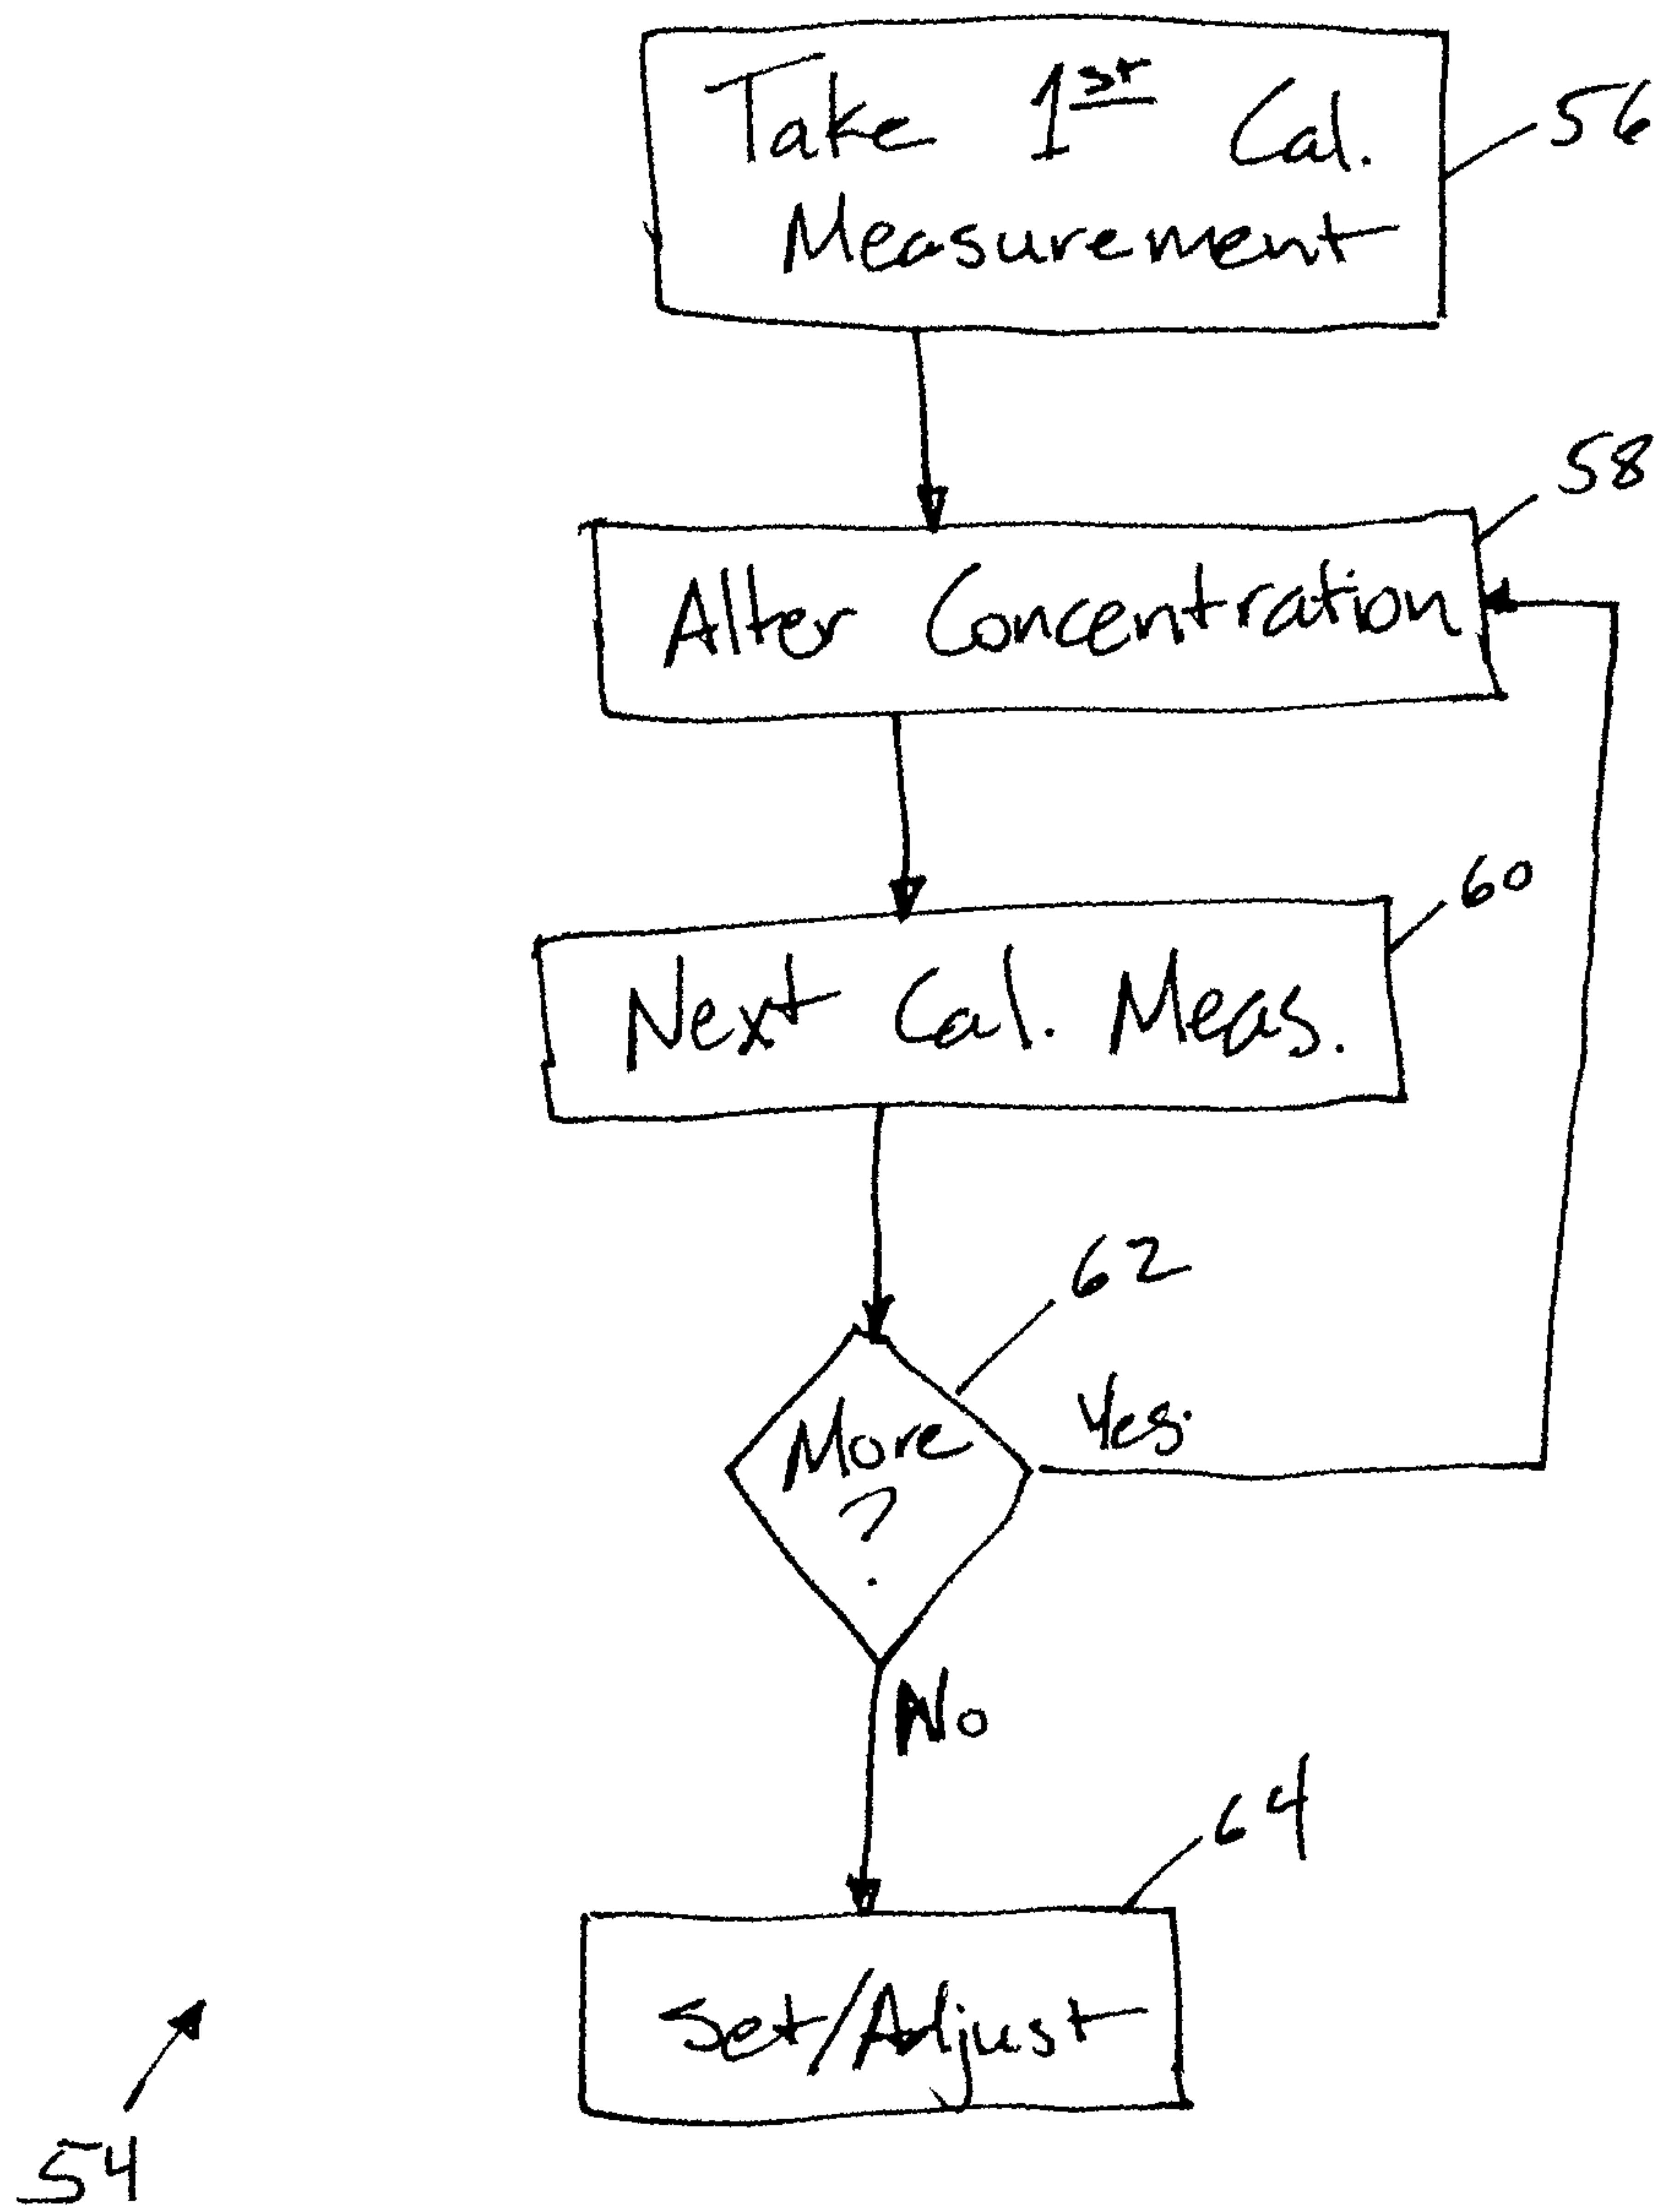 Take 1st Cal.
Measurement
56
58
Alter Concentration
60
Next Cal. Meas.
62
More
?
Yes
No
64
Set/Adjust
54